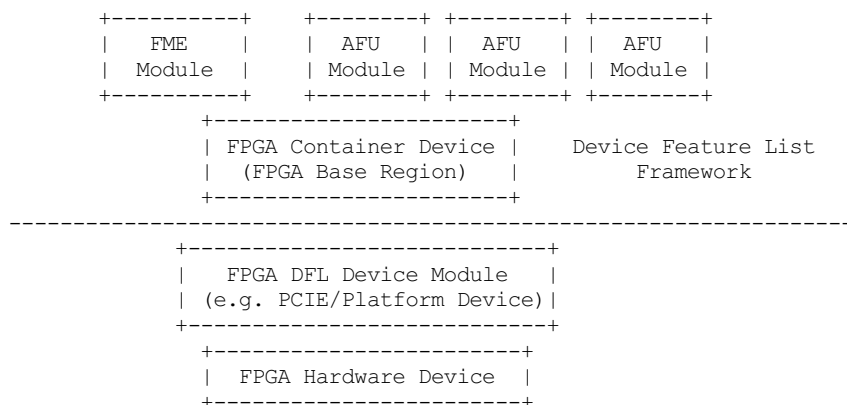 FME AFU AFU AFU
Module Module Module Module
FPGA Container Device Device Feature List
(FPGA Base Region) Framework
FPGA DFL Device Module
(e.g. PCIE/Platform Device)
FPGA Hardware Device